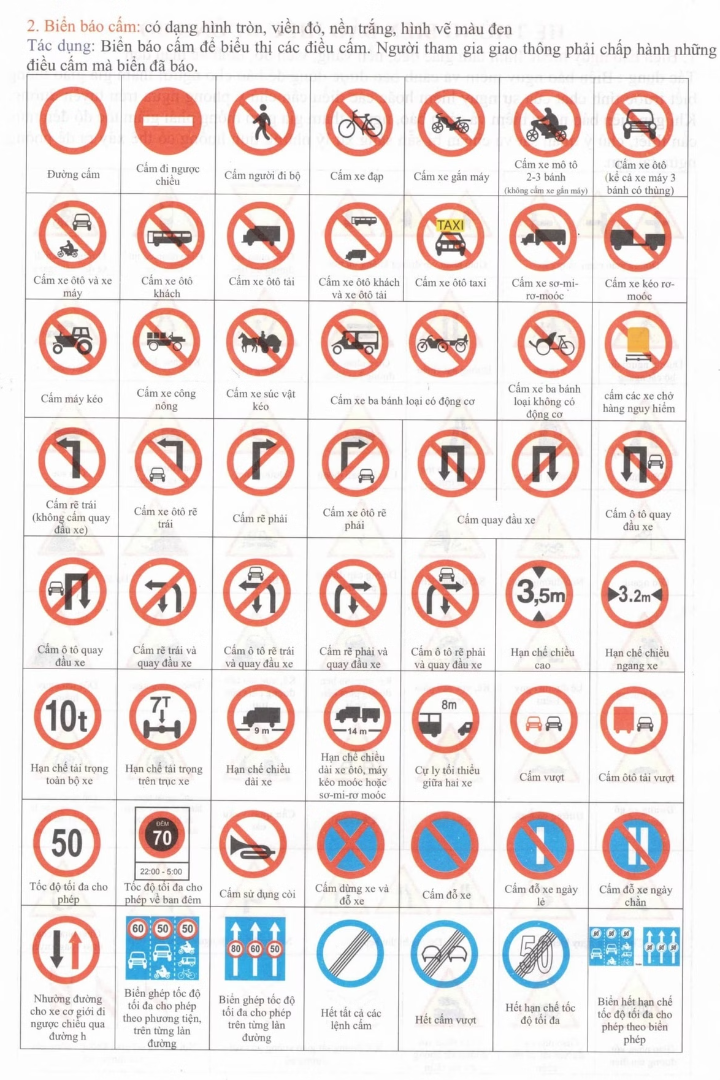 2. Biển báo cấm: có dạng hình tròn, viền đỏ, nền trắng, hình vẽ màu đen
Tác dụng: Biển báo cấm để biểu thị các điều cấm. Người tham gia giao thông phải chấp hành những
điều cấm mà biển đã báo.
Đường cấm
Cấm đi ngược
chiều
Cấm người đi bộ
Cấm xe đạp
Cấm xe gắn máy
Cấm xe mô tô
2-3 bánh
(không cấm xe gắn máy)
Cấm xe ôtô
(kể cả xe máy 3
bánh có thùng)
Cấm xe ôtô và xe
máy
Cấm xe ôtô
khách
Cấm xe ôtô tải
Cấm xe ôtô khách
và xe ôtô tải
TAXI
Cấm xe ôtô taxi
Cấm xe sơ-mi-
rơ-moóc
Cấm xe kéo rơ-
moóc
Cấm máy kéo
Cấm xe công
nông
Cấm xe súc vật
kéo
Cấm xe ba bánh loại có động cơ
Cấm xe ba bánh
loại không có
động cơ
cấm các xe chở
hàng nguy hiểm
Cấm rẽ trái
(không cấm quay
đầu xe)
Cấm xe ôtô rẽ
trái
Cấm rẽ phải
Cấm xe ôtô rẽ
phải
Cấm quay đầu xe
Cấm ô tô quay
đầu xe
Cấm ô tô quay
đầu xe
Cấm rẽ trái và
quay đầu xe
Cấm ô tô rẽ trái
và quay đầu xe
Cấm rẽ phải và
quay đầu xe
Cấm ô tô rẽ phải
và quay đầu xe
3,5m
Hạn chế chiều
cao
3.2m
Hạn chế chiều
ngang xe
10t
Hạn chế tải trọng
toàn bộ xe
7T
Hạn chế tải trọng
trên trục xe
9 m
Hạn chế chiều
dài xe
14 m
Hạn chế chiều
dài xe ôtô, máy
kéo moóc hoặc
sơ-mi-rơ moóc
8m
Cự ly tối thiểu
giữa hai xe
Cấm vượt
Cấm ôtô tải vượt
50
Tốc độ tối đa cho
phép
ĐÊM
70
22:00 - 5:00
Tốc độ tối đa cho
phép về ban đêm
Cấm sử dụng còi
Cấm dừng xe và
đỗ xe
Cấm đỗ xe
Cấm đỗ xe ngày
lẻ
Cấm đỗ xe ngày
chẵn
Nhường đường
cho xe cơ giới đi
ngược chiều qua
đường h
60 50 50
Biển ghép tốc độ
tối đa cho phép
theo phương tiện,
trên từng làn
đường
80 60 50
Biển ghép tốc độ
tối đa cho phép
trên từng làn
đường
Hết tất cả các
lệnh cấm
Hết cấm vượt
50
Hết hạn chế tốc
độ tối đa
Biển hết hạn chế
tốc độ tối đa cho
phép theo biển
phép